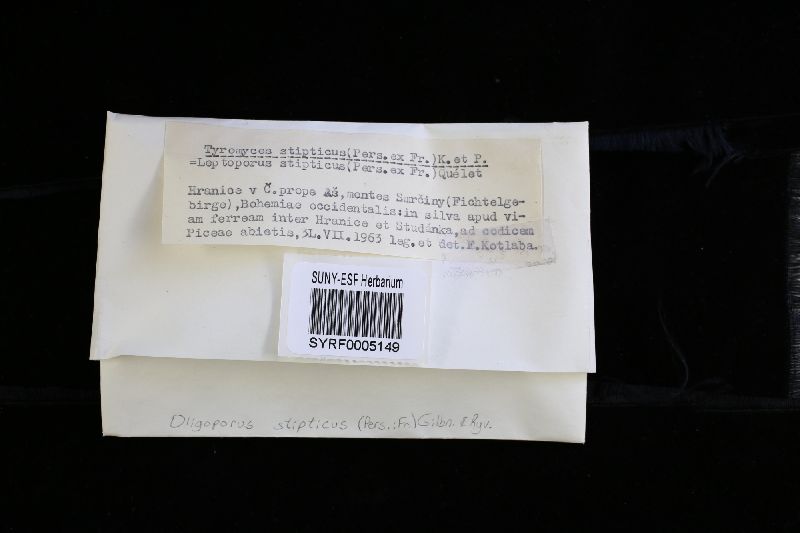 Tyromyces stipticus(Pers.ex Fr.)K.et P.
=Leptoporus stipticus(Pers.ex Fr.)Quélet
Hranice v Č.prope Aš,montes Smrčiny(Fichtelge-
birge),Bohemiae occidentalis:in silva apud vi-
am ferream inter Hranice et Studánka,ad codicem
Piceae abietis,3L.VII.1963 leg.et det.F.Kotlaba.
SUNY-ESF Herbarium
SYRF0005149
Oligoporus stipticus (Pers.:Fr.) Gilbn. & Ryv.